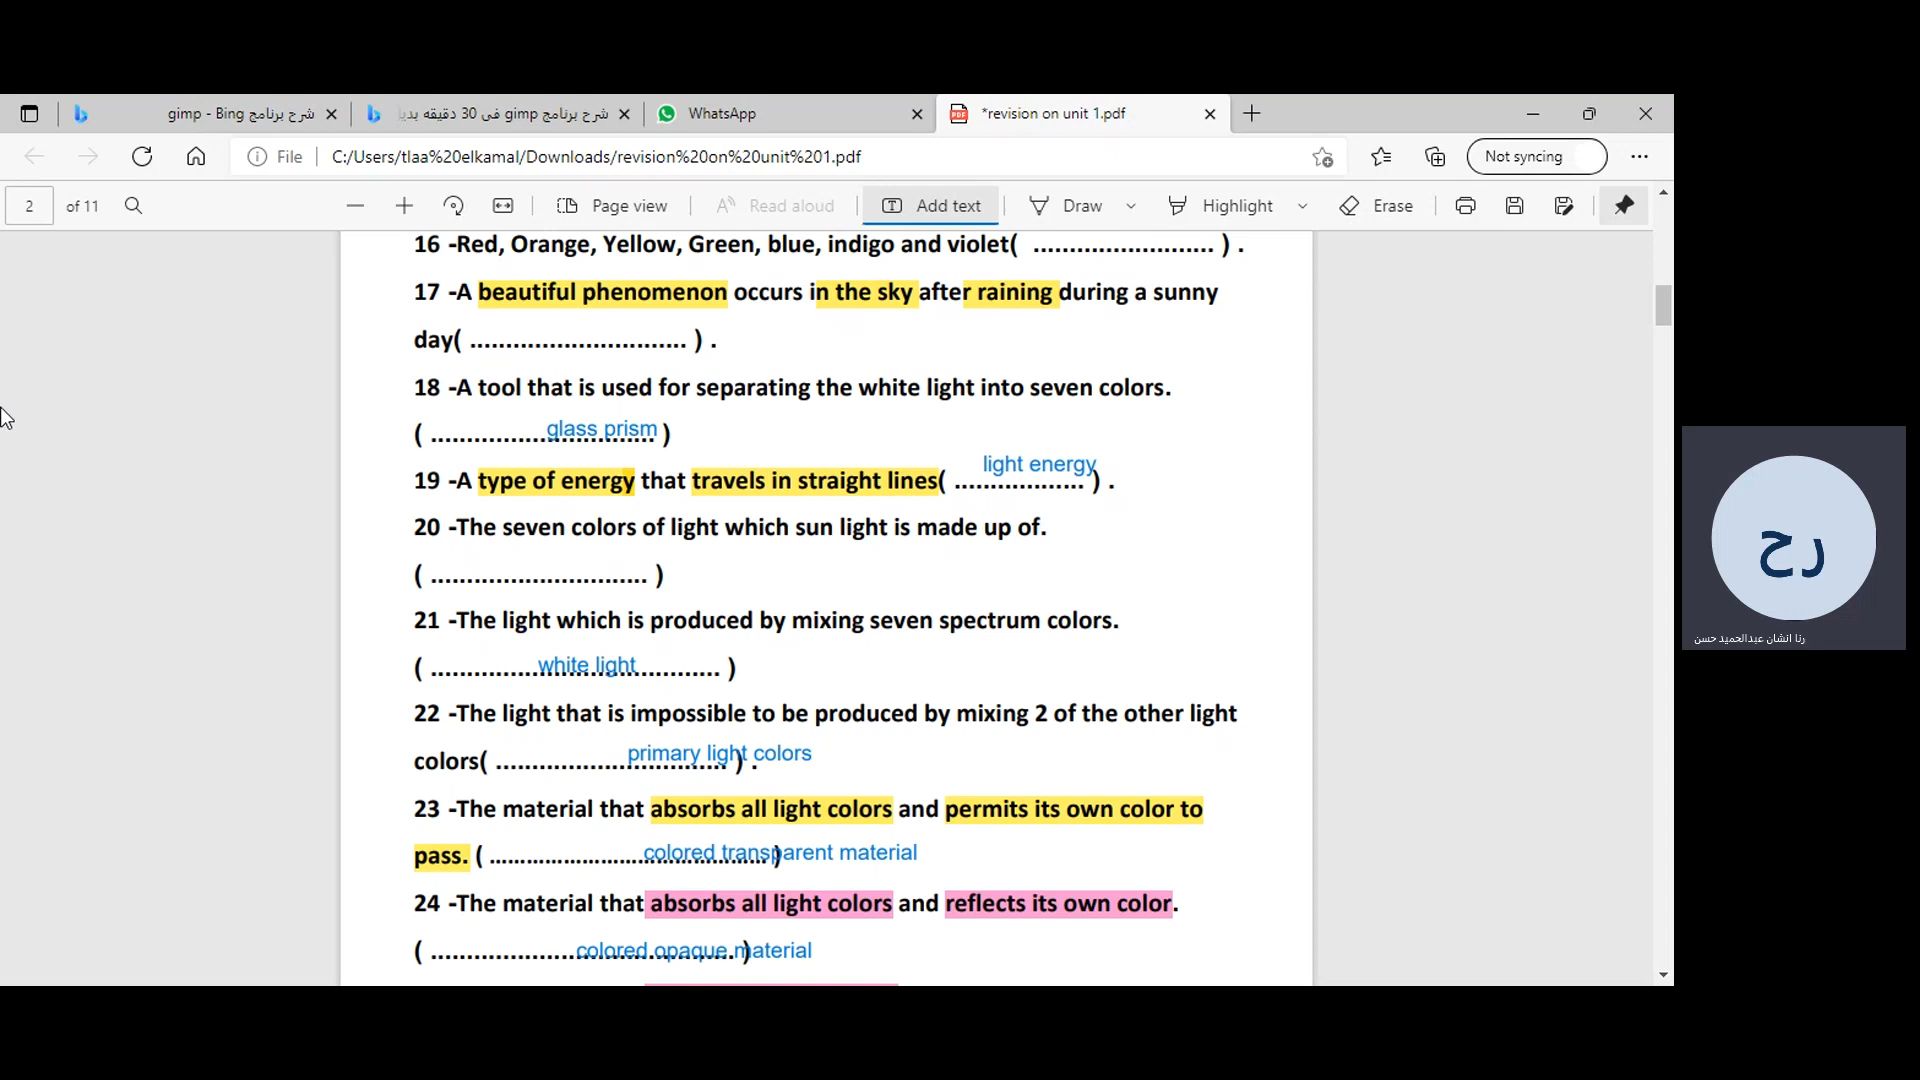 شرح برنامج gimp - Bing
شرح برنامج gimp فى 30 دقيقه بدا
WhatsApp
*revision on unit 1.pdf
File
C:/Users/tlaa%20elkamal/Downloads/revision%20on%20unit%201.pdf
Not syncing
2 of 11
Page view
Read aloud
Add text
Draw
Highlight
Erase
16 -Red, Orange, Yellow, Green, blue, indigo and violet( ......................... ) .
17 -A beautiful phenomenon occurs in the sky after raining during a sunny
day( .............................. ) .
18 -A tool that is used for separating the white light into seven colors.
( ...............................) glass prism
19 -A type of energy that travels in straight lines( .................. ) . light energy
20 -The seven colors of light which sun light is made up of.
( .............................. )
21 -The light which is produced by mixing seven spectrum colors.
( ........................................ ) white light
22 -The light that is impossible to be produced by mixing 2 of the other light
colors( ................................ ) . primary light colors
23 -The material that absorbs all light colors and permits its own color to
pass. ( .......................................... ) colored transparent material
24 -The material that absorbs all light colors and reflects its own color.
( .......................................... ) colored opaque material
رح
رنا انشان عبدالحميد حسن